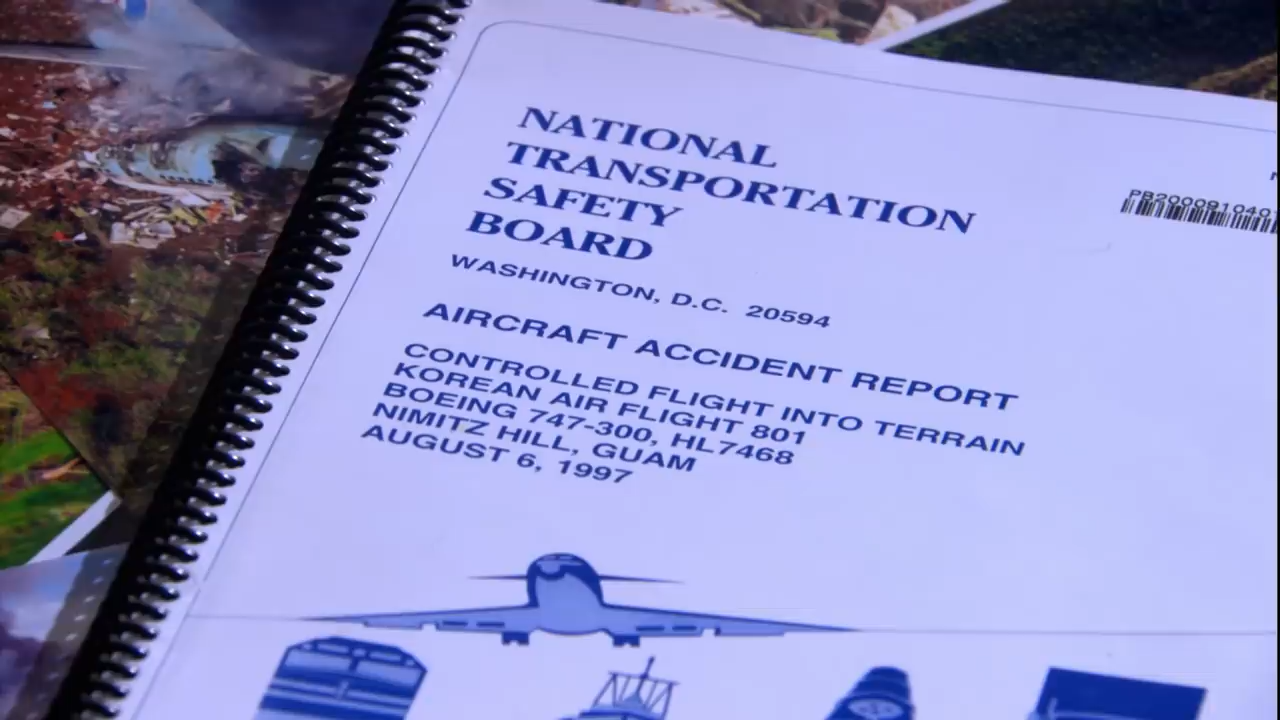 NATIONAL
TRANSPORTATION
SAFETY
BOARD
WASHINGTON, D.C. 20594
PB2000910401
AIRCRAFT ACCIDENT REPORT
CONTROLLED FLIGHT INTO TERRAIN
KOREAN AIR FLIGHT 801
BOEING 747-300, HL7468
NIMITZ HILL, GUAM
AUGUST 6, 1997